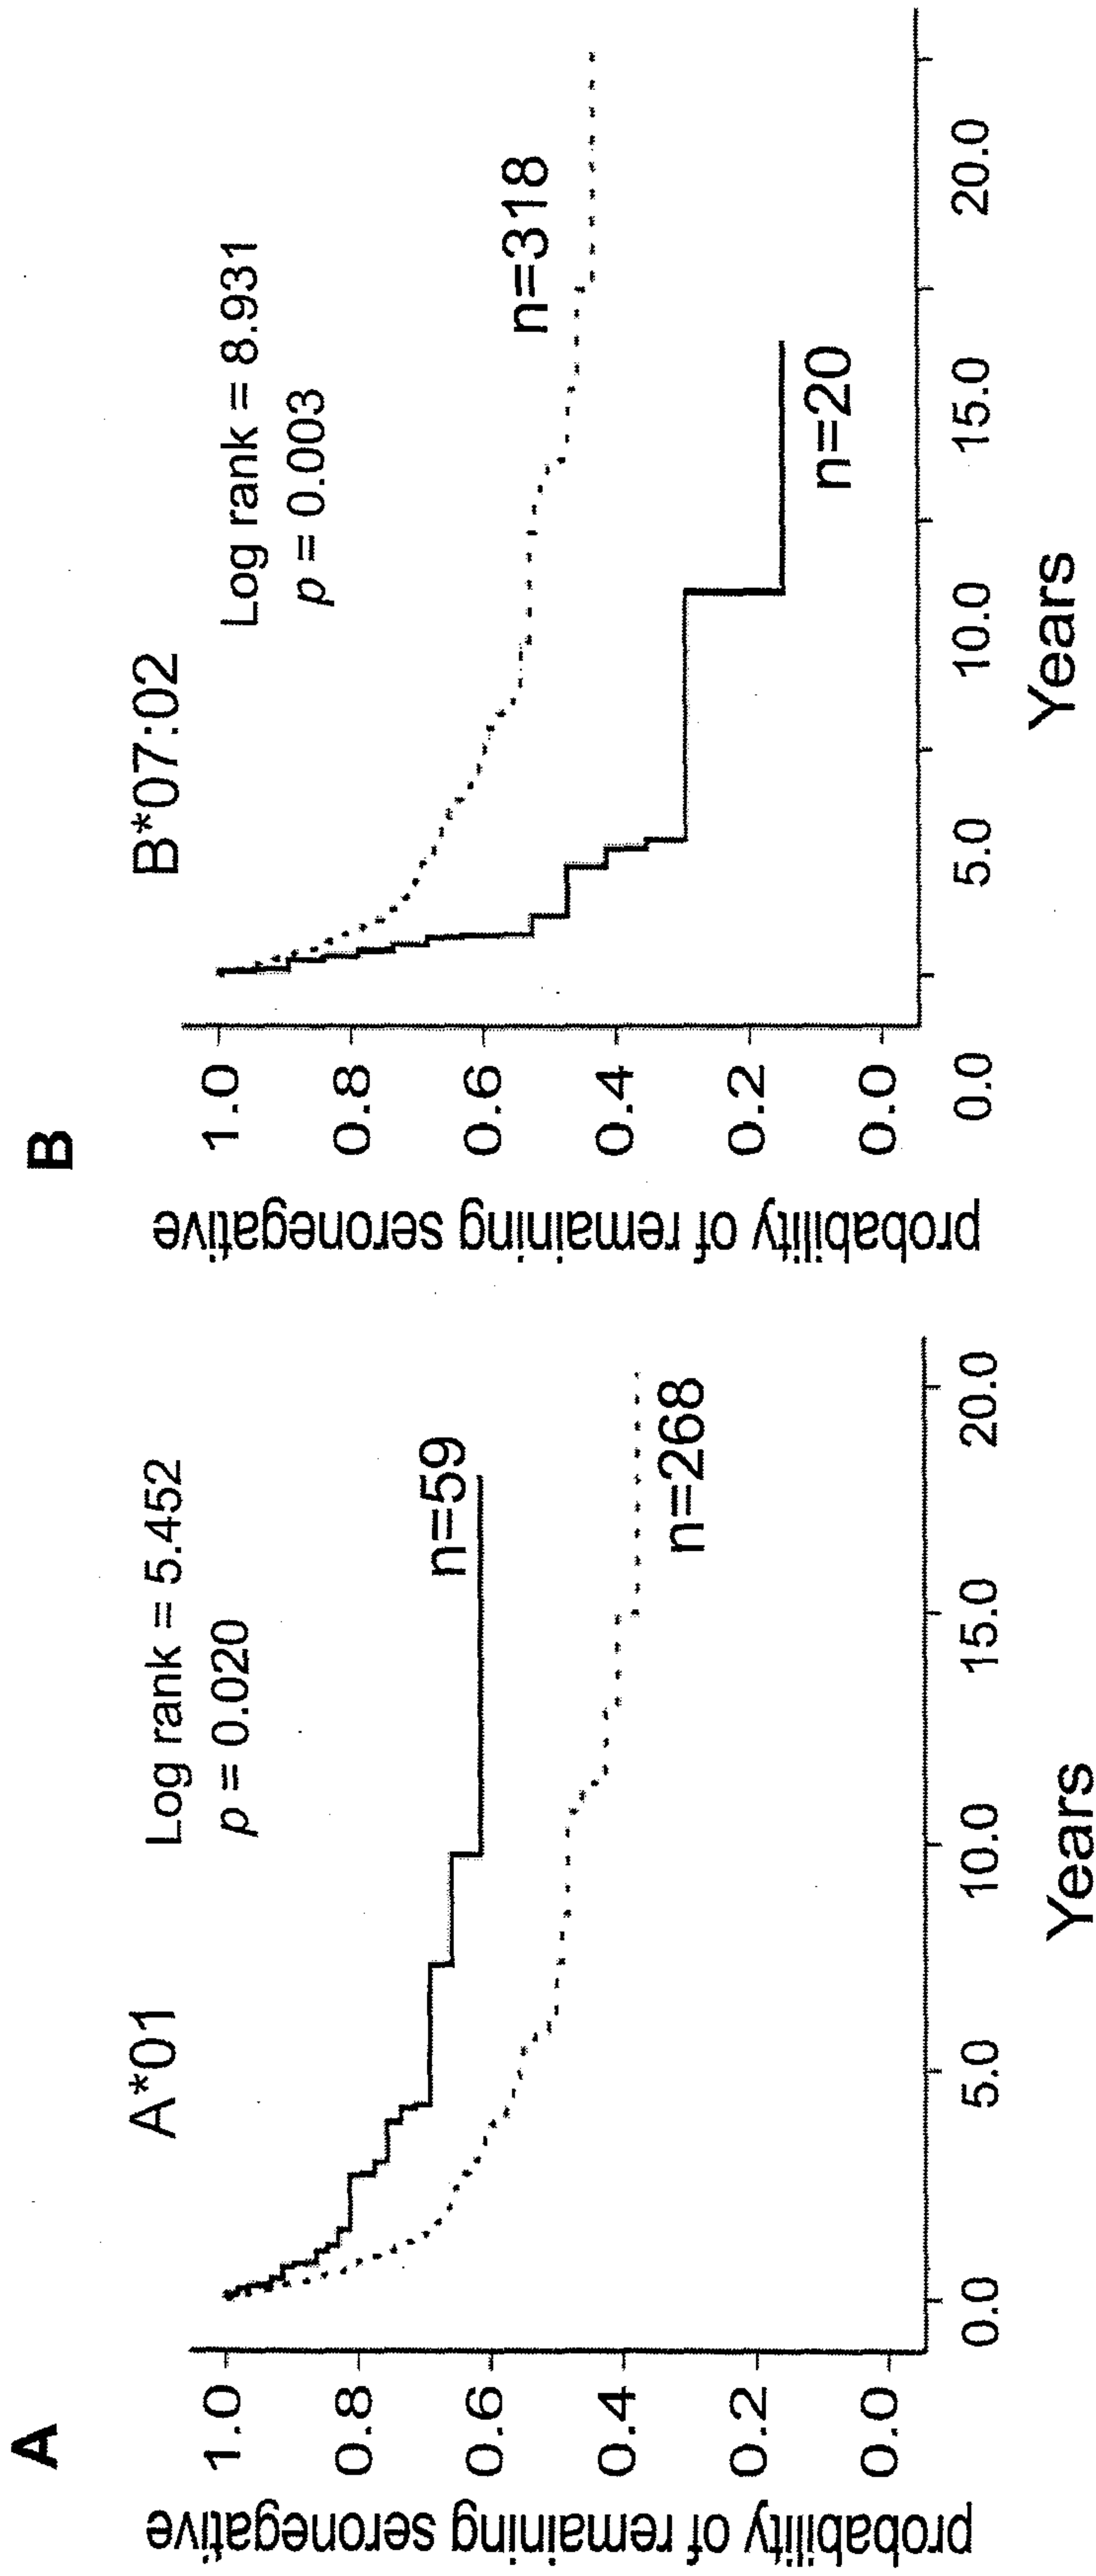 A
A*01
Log rank = 5.452
p = 0.020
n=59
n=268
probability of remaining seronegative
1.0
0.8
0.6
0.4
0.2
0.0
0.0
5.0
10.0
15.0
20.0
Years
B
B*07:02
Log rank = 8.931
p = 0.003
n=318
n=20
probability of remaining seronegative
1.0
0.8
0.6
0.4
0.2
0.0
0.0
5.0
10.0
15.0
20.0
Years